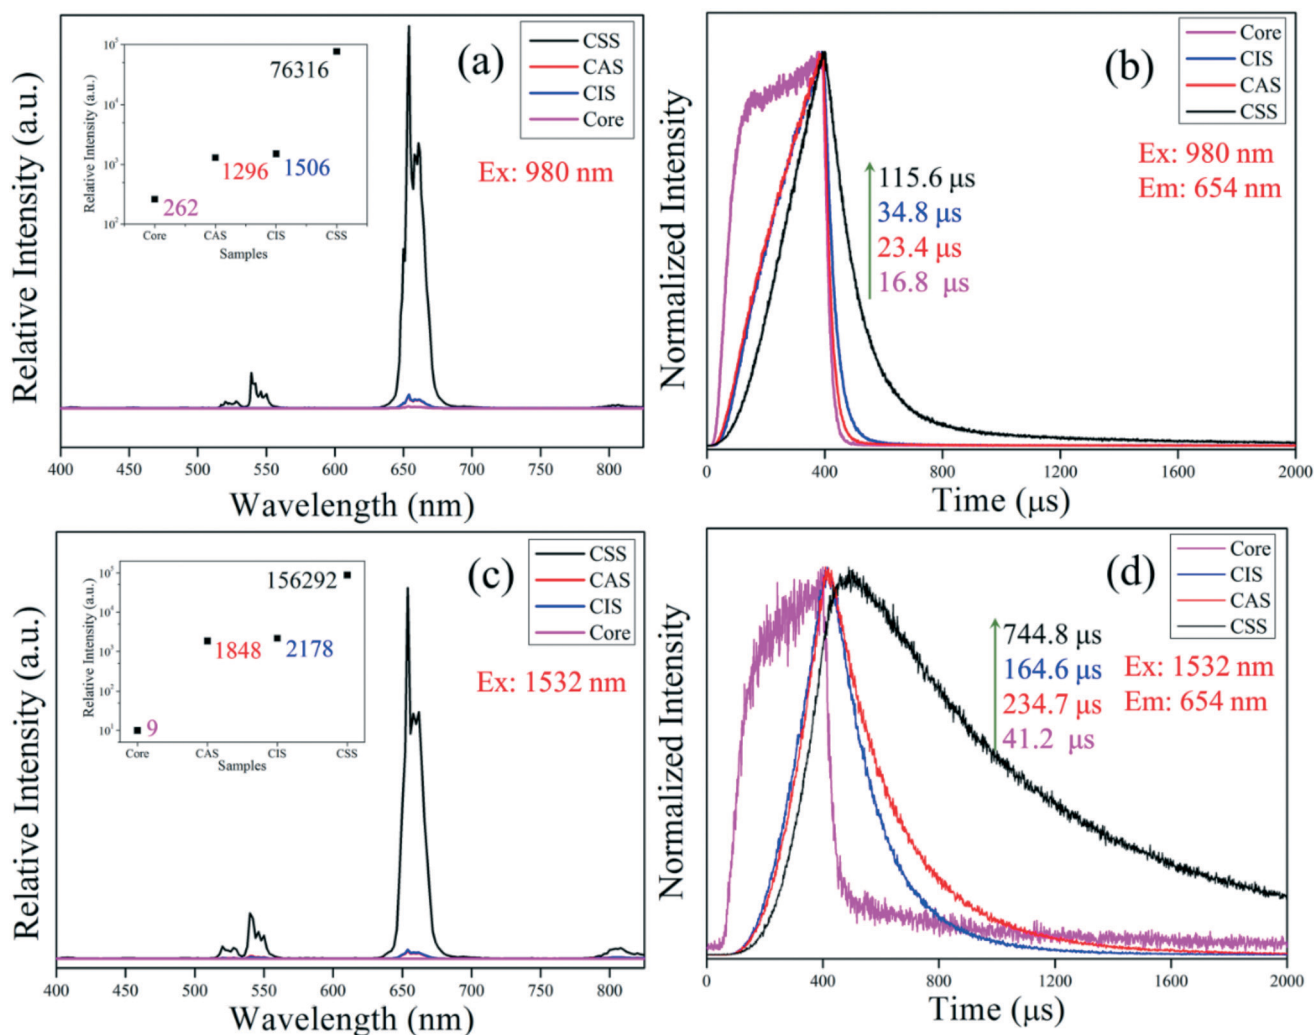 (a)
CSS
CAS
CIS
Core
Ex: 980 nm
Relative Intensity (a.u.)
Wavelength (nm)
400 450 500 550 600 650 700 750 800
Relative Intensity (a.u.)
10⁵
10⁴
10³
10²
76316
1296
1506
262
Core CAS CIS CSS
Samples
(b)
Core
CIS
CAS
CSS
Ex: 980 nm
Em: 654 nm
115.6 μs
34.8 μs
23.4 μs
16.8 μs
Normalized Intensity
0 400 800 1200 1600 2000
Time (μs)
(c)
CSS
CAS
CIS
Core
Ex: 1532 nm
Relative Intensity (a.u.)
400 450 500 550 600 650 700 750 800
Wavelength (nm)
Relative Intensity (a.u.)
10⁵
10⁴
10³
10²
10¹
156292
1848
2178
9
Core CAS CIS CSS
Samples
(d)
Core
CIS
CAS
CSS
744.8 μs
164.6 μs
234.7 μs
41.2 μs
Ex: 1532 nm
Em: 654 nm
Normalized Intensity
0 400 800 1200 1600 2000
Time (μs)